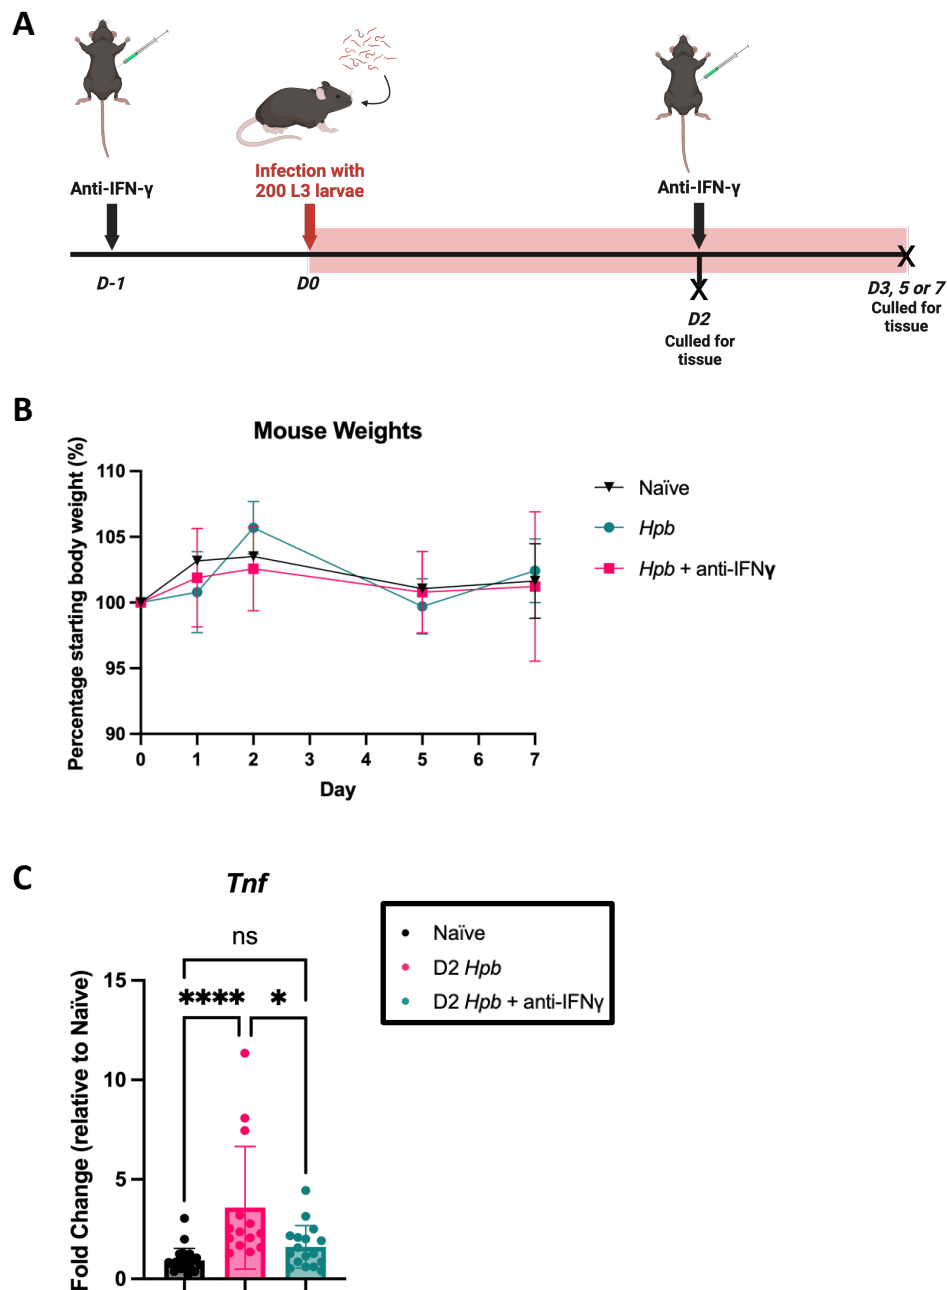 A
Anti-IFN-γ
Infection with
200 L3 larvae
Anti-IFN-γ
D-1
D0
X
D2
Culled for
tissue
X
D3, 5 or 7
Culled for
tissue
B
Mouse Weights
Percentage starting body weight (%)
110
105
100
95
90
0 1 2 3 4 5 6 7
Day
Naïve
Hpb
Hpb + anti-IFNγ
C
Tnf
ns
**** *
Fold Change (relative to Naïve)
15
10
5
0
Naïve
D2 Hpb
D2 Hpb + anti-IFNγ